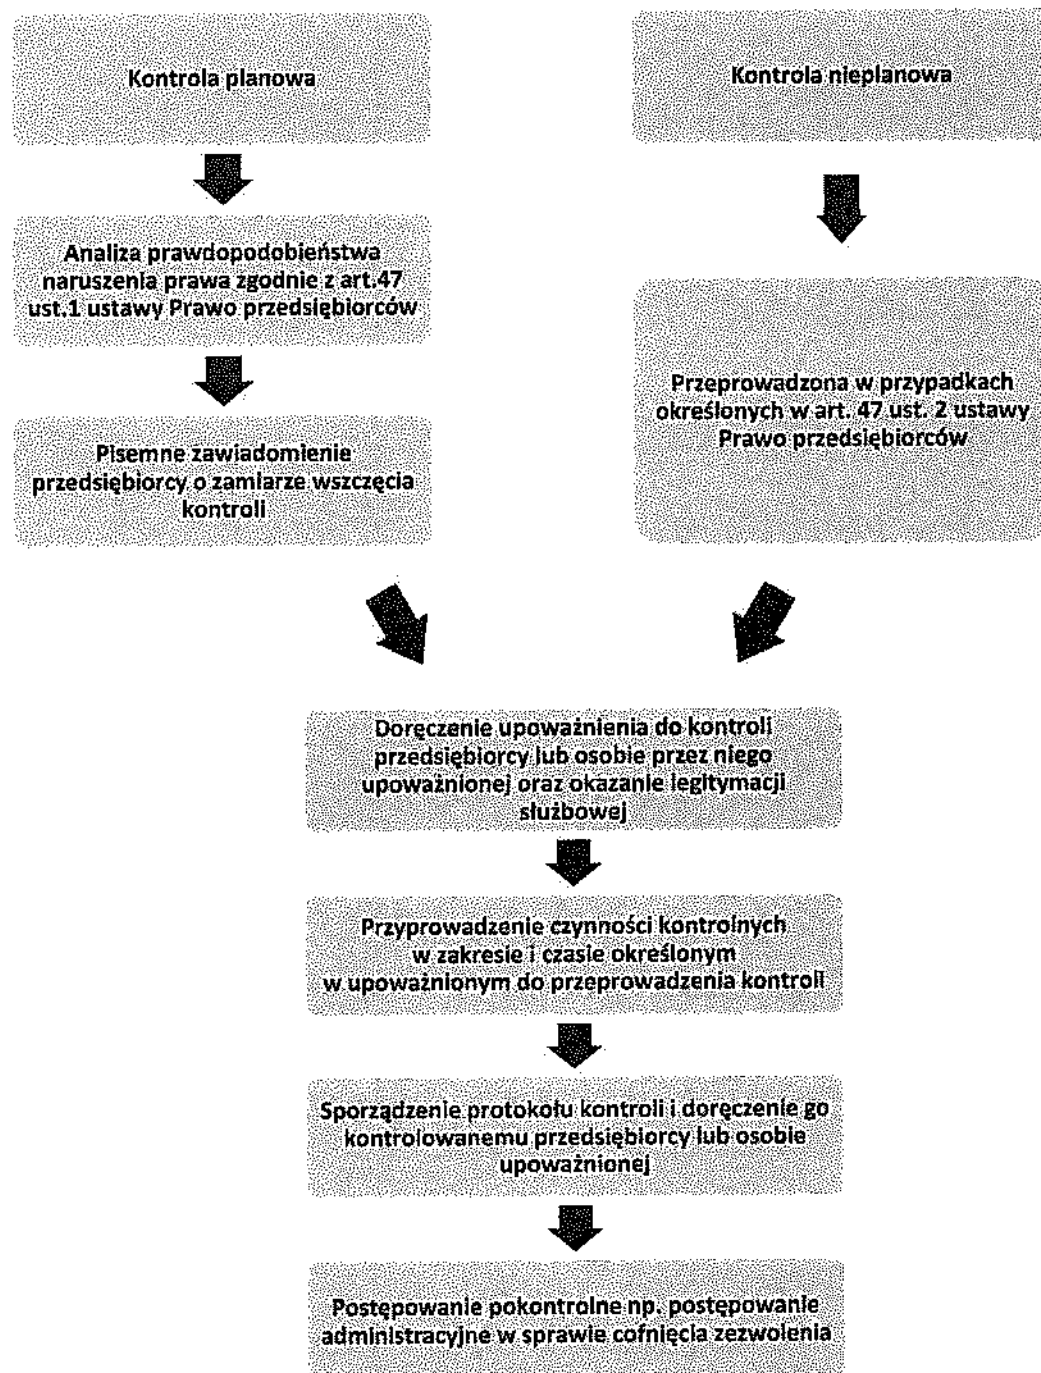 Kontrola planowa
Kontrola nieplanowa
Analiza prawdopodobieństwa
naruszenia prawa zgodnie z art.47
ust.1 ustawy Prawo przedsiębiorców
Pisemne zawiadomienie
przedsiębiorcy o zamiarze wszczęcia
kontroli
Przeprowadzona w przypadkach
określonych w art. 47 ust. 2 ustawy
Prawo przedsiębiorców
Doręczenie upoważnienia do kontroli
przedsiębiorcy lub osobie przez niego
upoważnionej oraz okazanie legitymacji
służbowej
Przyprowadzenie czynności kontrolnych
w zakresie i czasie określonym
w upoważnionym do przeprowadzenia kontroli
Sporządzenie protokołu kontroli i doręczenie go
kontrolowanemu przedsiębiorcy lub osobie
upoważnionej
Postępowanie pokontrolne np. postępowanie
administracyjne w sprawie cofnięcia zezwolenia